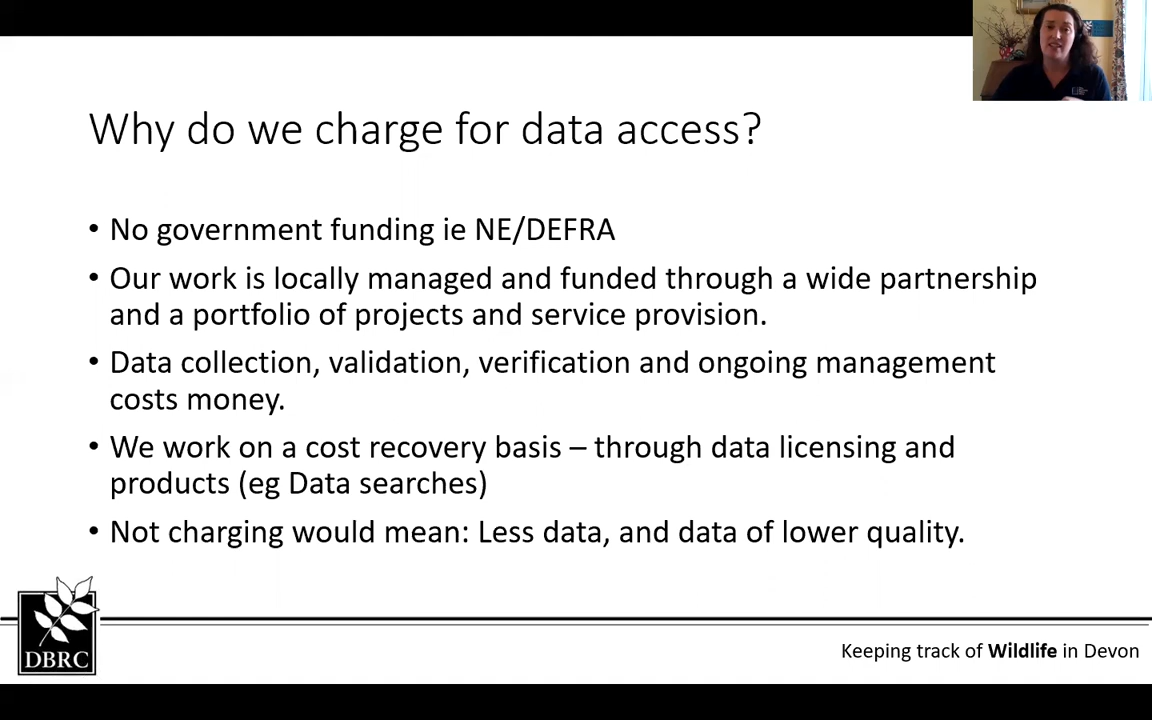 Why do we charge for data access?
• No government funding ie NE/DEFRA
• Our work is locally managed and funded through a wide partnership
and a portfolio of projects and service provision.
• Data collection, validation, verification and ongoing management
costs money.
• We work on a cost recovery basis – through data licensing and
products (eg Data searches)
• Not charging would mean: Less data, and data of lower quality.
DBRC
Keeping track of Wildlife in Devon